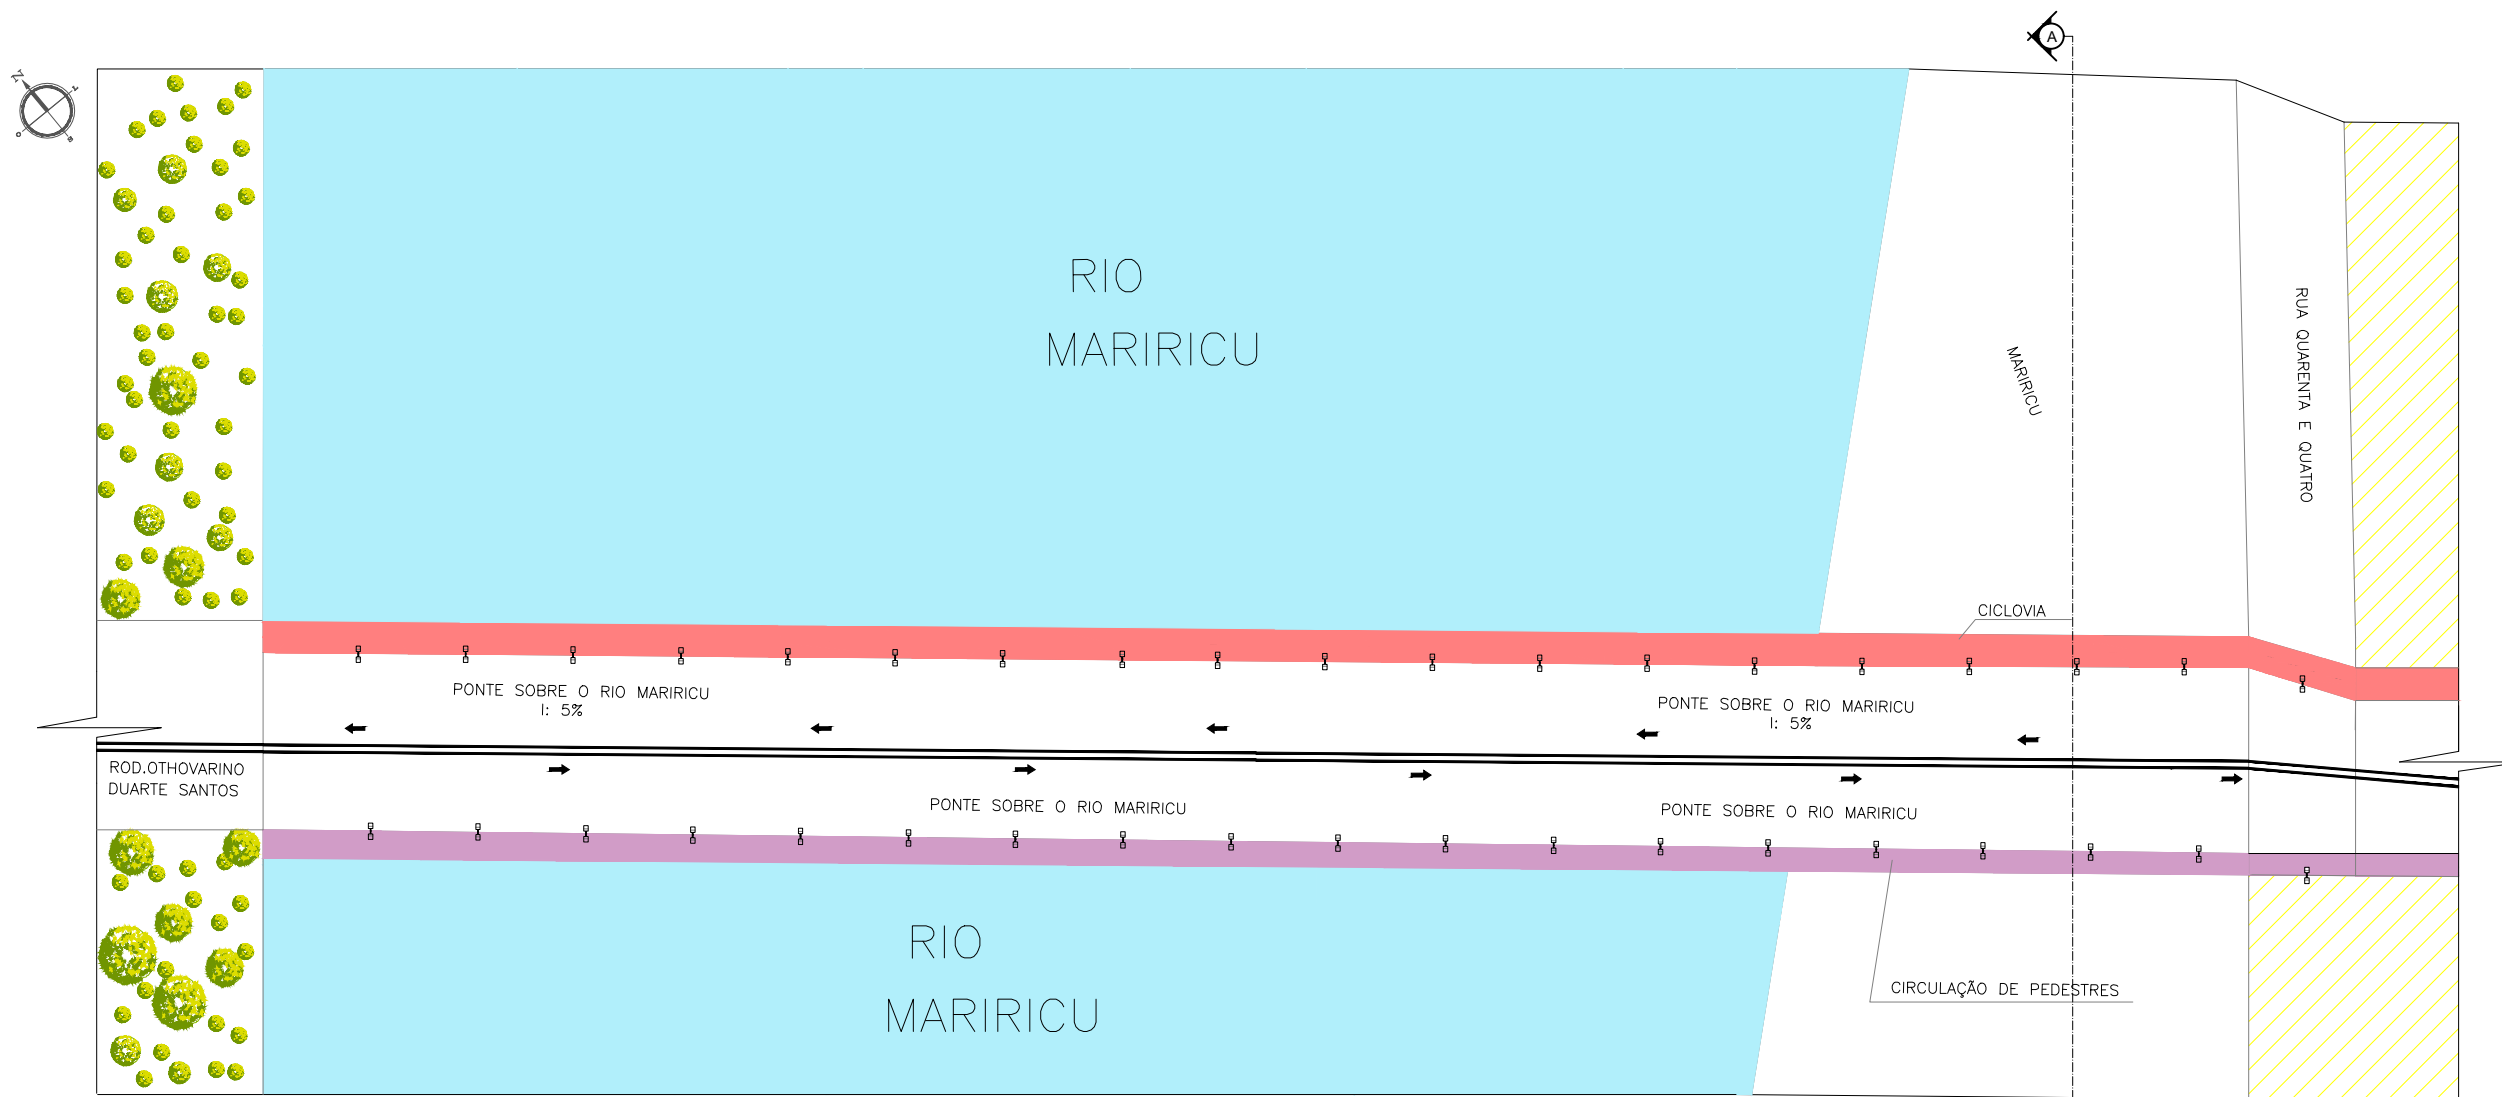 A
N
L
O
S
RIO
MARIRICU
MARIRICU
RUA QUARENTA E QUATRO
CICLOVIA
PONTE SOBRE O RIO MARIRICU
I: 5%
PONTE SOBRE O RIO MARIRICU
I: 5%
ROD.OTHOVARINO
DUARTE SANTOS
PONTE SOBRE O RIO MARIRICU
PONTE SOBRE O RIO MARIRICU
RIO
MARIRICU
CIRCULAÇÃO DE PEDESTRES